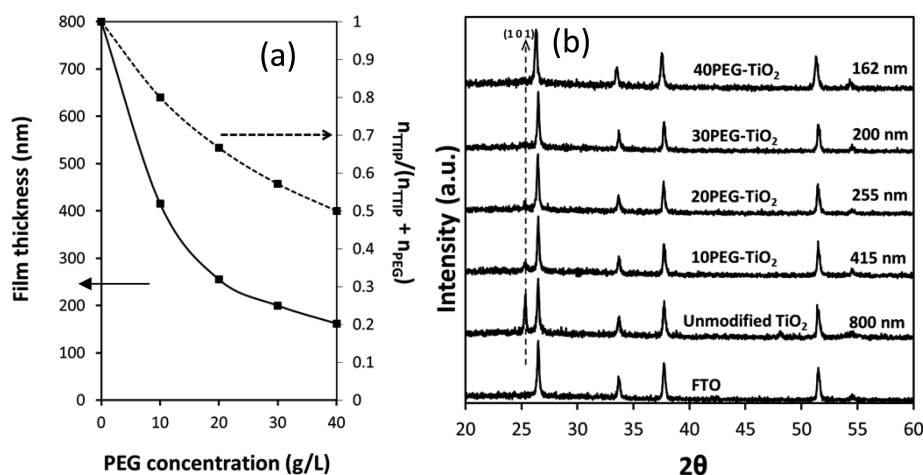 (a)
Film thickness (nm)
800
700
600
500
400
300
200
100
0
0 10 20 30 40
PEG concentration (g/L)
1
0.9
0.8
0.7
0.6
0.5
0.4
0.3
0.2
0.1
0
n_TTIP/(n_TTIP + n_PEG)
(b)
Intensity (a.u.)
(1 0 1)
40PEG-TiO₂ 162 nm
30PEG-TiO₂ 200 nm
20PEG-TiO₂ 255 nm
10PEG-TiO₂ 415 nm
Unmodified TiO₂ 800 nm
FTO
20 25 30 35 40 45 50 55 60
2θ